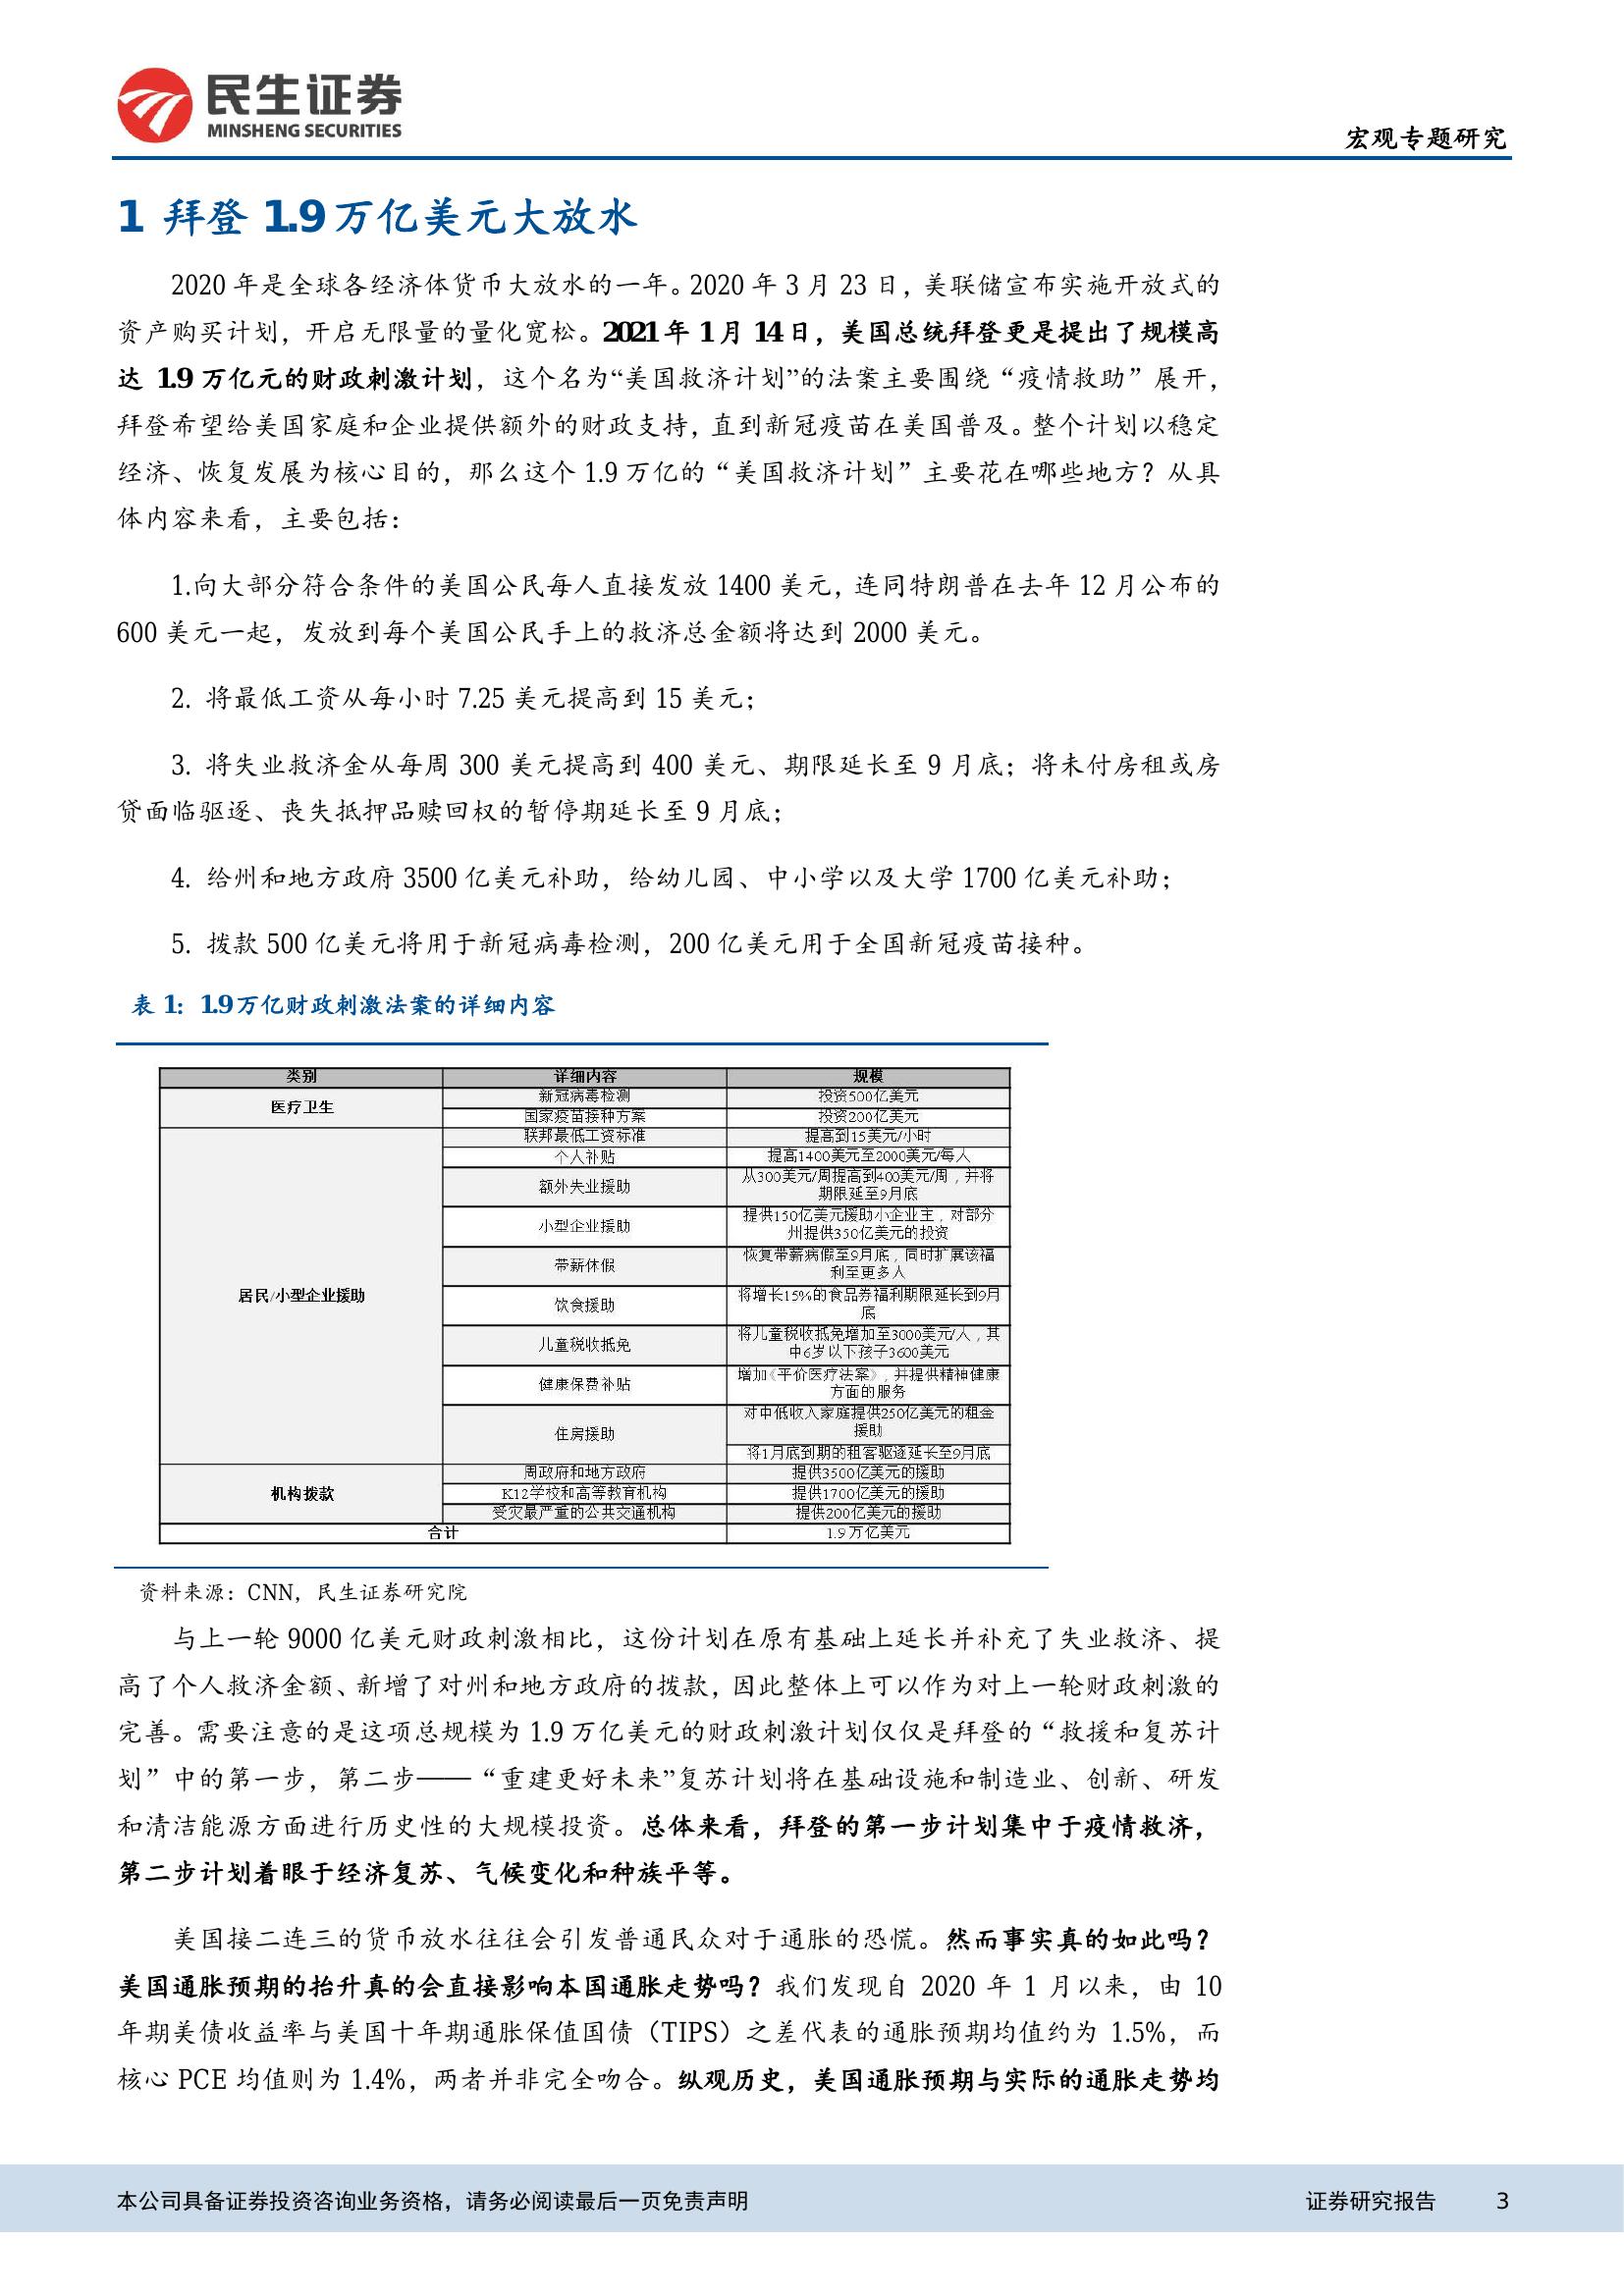 民生证券
MINSHENG SECURITIES
宏观专题研究
1 拜登 1.9 万亿美元大放水
2020 年是全球各经济体货币大放水的一年。2020 年 3 月 23 日，美联储宣布实施开放式的
资产购买计划，开启无限量的量化宽松。2021 年 1 月 14 日，美国总统拜登更是提出了规模高
达 1.9 万亿元的财政刺激计划，这个名为“美国救济计划”的法案主要围绕“疫情救助”展开，
拜登希望给美国家庭和企业提供额外的财政支持，直到新冠疫苗在美国普及。整个计划以稳定
经济、恢复发展为核心目的，那么这个 1.9 万亿的“美国救济计划”主要花在哪些地方？从具
体内容来看，主要包括：
1.向大部分符合条件的美国公民每人直接发放 1400 美元，连同特朗普在去年 12 月公布的
600 美元一起，发放到每个美国公民手上的救济总金额将达到 2000 美元。
2. 将最低工资从每小时 7.25 美元提高到 15 美元；
3. 将失业救济金从每周 300 美元提高到 400 美元、期限延长至 9 月底；将未付房租或房
贷面临驱逐、丧失抵押品赎回权的暂停期延长至 9 月底；
4. 给州和地方政府 3500 亿美元补助，给幼儿园、中小学以及大学 1700 亿美元补助；
5. 拨款 500 亿美元将用于新冠病毒检测，200 亿美元用于全国新冠疫苗接种。
表 1：1.9 万亿财政刺激法案的详细内容
类别 详细内容 规模
医疗卫生 新冠病毒检测 投资500亿美元
国家疫苗接种方案 投资200亿美元
居民/小型企业援助 联邦最低工资标准 提高到15美元/小时
个人补贴 提高1400美元至2000美元/每人
额外失业援助 从300美元/周提高到400美元/周，并将
期限延至9月底
小型企业援助 提供150亿美元援助小企业主，对部分
州提供350亿美元的投资
带薪休假 恢复带薪病假至9月底，同时扩展该福
利至更多人
饮食援助 将增长15%的食品券福利期限延长到9月
底
儿童税收抵免 将儿童税收抵免增加至3000美元/人，其
中6岁以下孩子3600美元
健康保费补贴 增加《平价医疗法案》，并提供精神健康
方面的服务
住房援助 对中低收入家庭提供250亿美元的租金
援助
将1月底到期的租客驱逐延长至9月底
机构拨款 周政府和地方政府 提供3500亿美元的援助
K12学校和高等教育机构 提供1700亿美元的援助
受灾最严重的公共交通机构 提供200亿美元的援助
合计 1.9万亿美元
资料来源：CNN，民生证券研究院
与上一轮 9000 亿美元财政刺激相比，这份计划在原有基础上延长并补充了失业救济、提
高了个人救济金额、新增了对州和地方政府的拨款，因此整体上可以作为对上一轮财政刺激的
完善。需要注意的是这项总规模为 1.9 万亿美元的财政刺激计划仅仅是拜登的“救援和复苏计
划”中的第一步，第二步——“重建更好未来”复苏计划将在基础设施和制造业、创新、研发
和清洁能源方面进行历史性的大规模投资。总体来看，拜登的第一步计划集中于疫情救济，
第二步计划着眼于经济复苏、气候变化和种族平等。
美国接二连三的货币放水往往会引发普通民众对于通胀的恐慌。然而事实真的如此吗？
美国通胀预期的抬升真的会直接影响本国通胀走势吗？我们发现自 2020 年 1 月以来，由 10
年期美债收益率与美国十年期通胀保值国债（TIPS）之差代表的通胀预期均值约为 1.5%，而
核心 PCE 均值则为 1.4%，两者并非完全吻合。纵观历史，美国通胀预期与实际的通胀走势均
本公司具备证券投资咨询业务资格，请务必阅读最后一页免责声明 证券研究报告 3